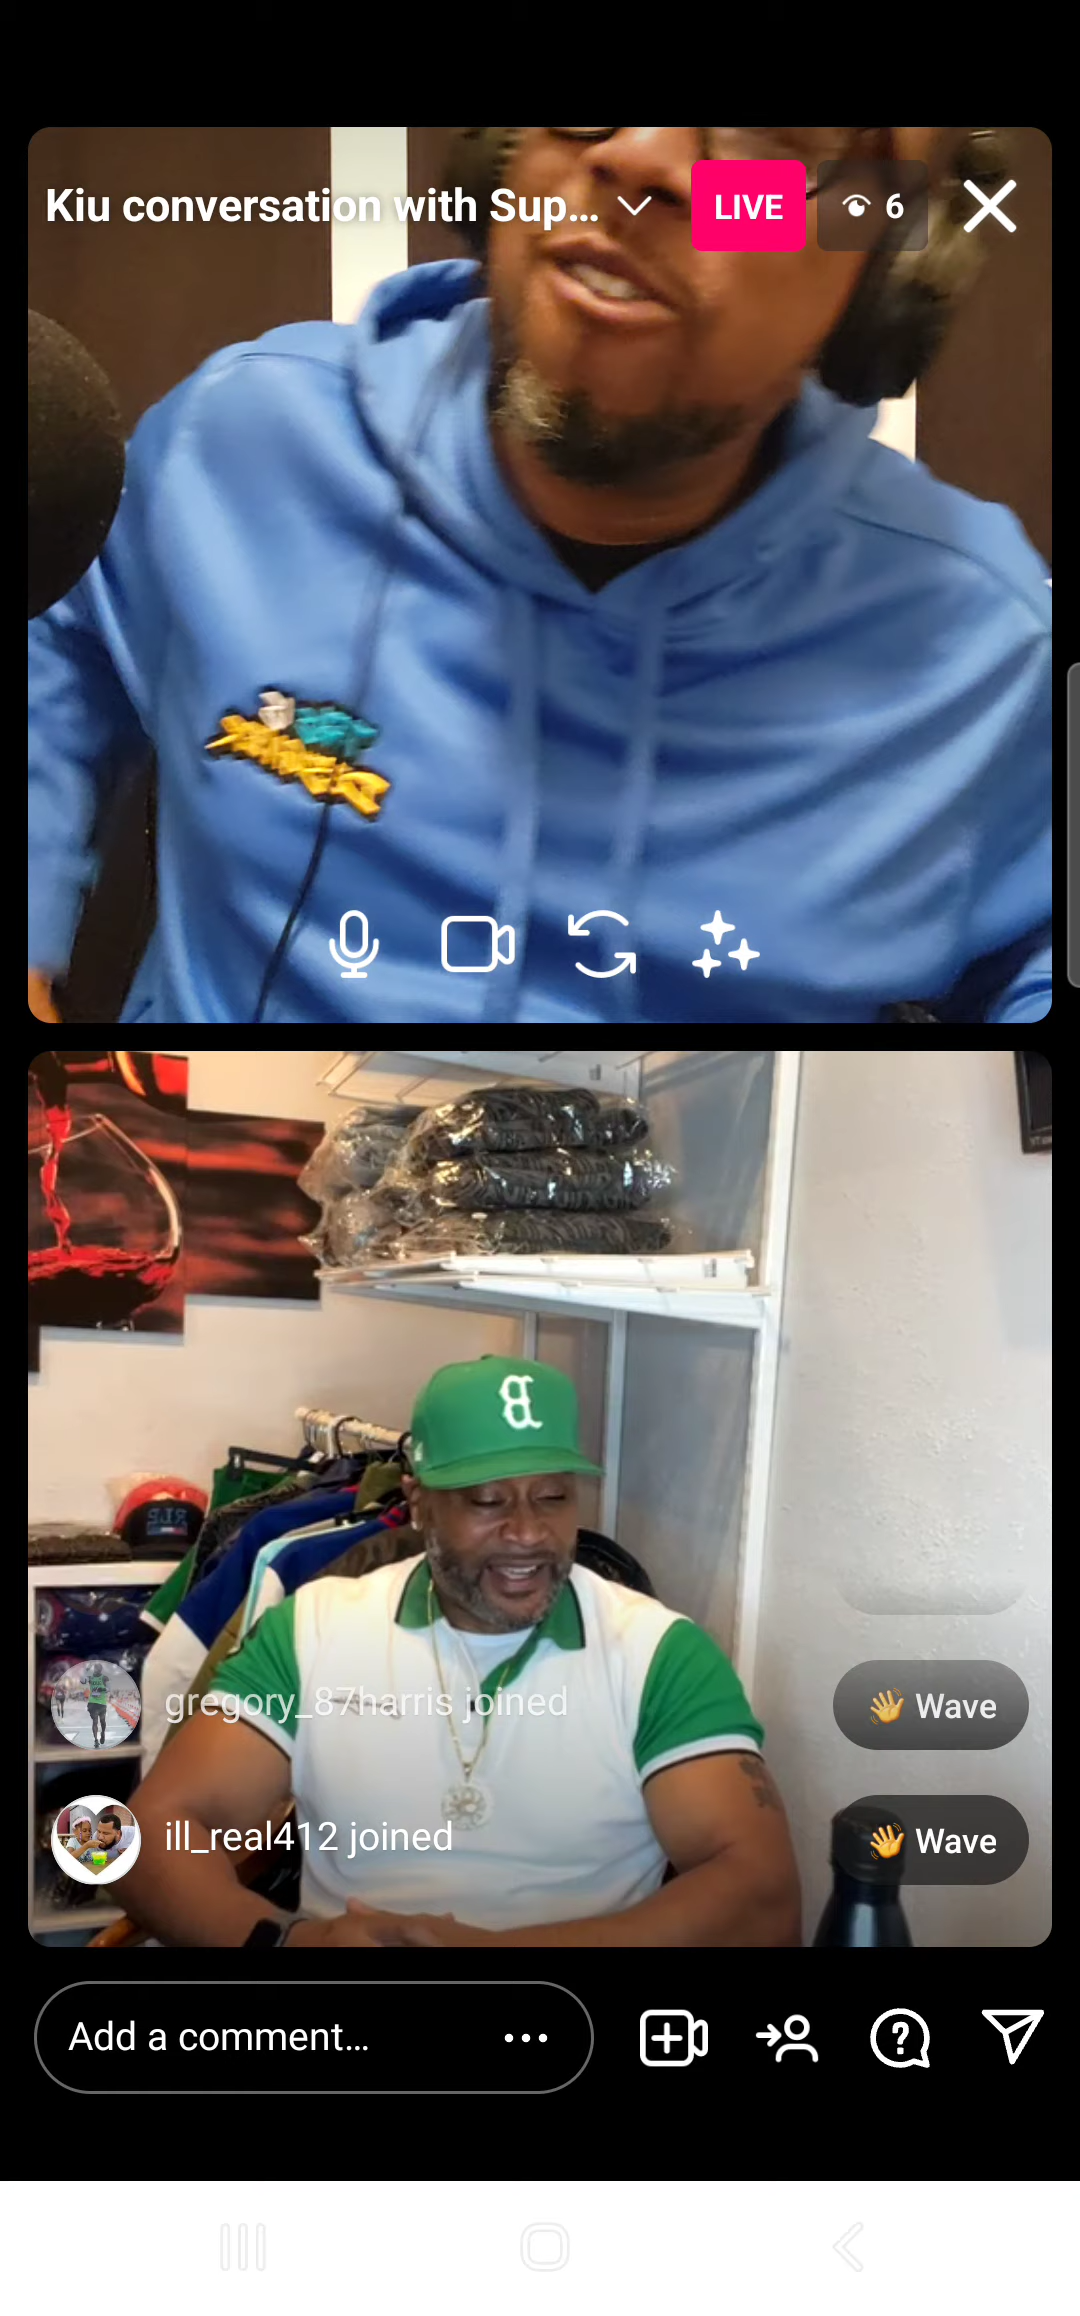 Kiu conversation with Sup...
LIVE
6
B
gregory_87harris joined
👋 Wave
ill_real412 joined
👋 Wave
Add a comment...